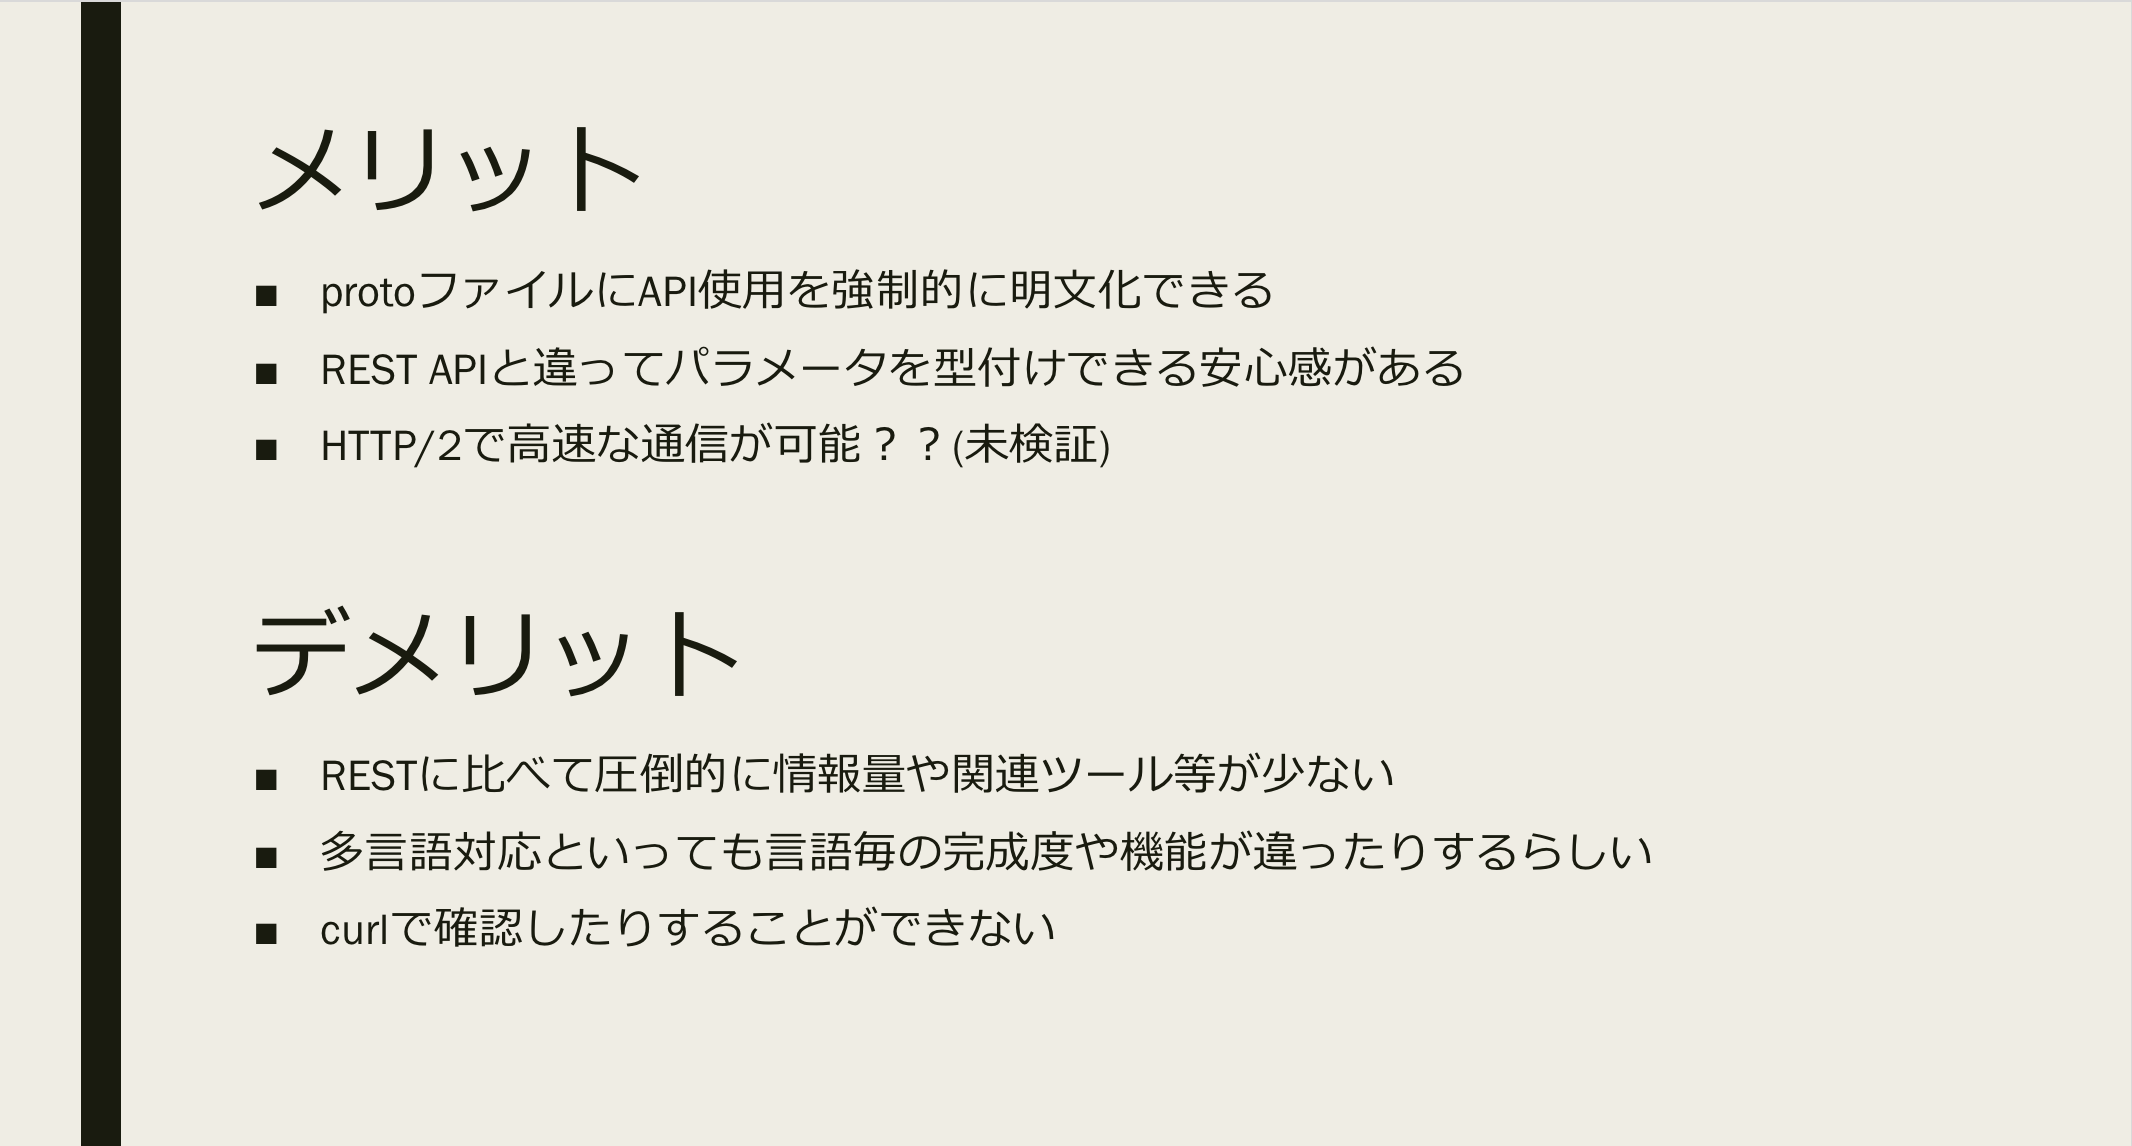 メリット
■ protoファイルにAPI使用を強制的に明文化できる
■ REST APIと違ってパラメータを型付けできる安心感がある
■ HTTP/2で高速な通信が可能？？(未検証)
デメリット
■ RESTに比べて圧倒的に情報量や関連ツール等が少ない
■ 多言語対応といっても言語毎の完成度や機能が違ったりするらしい
■ curlで確認したりすることができない